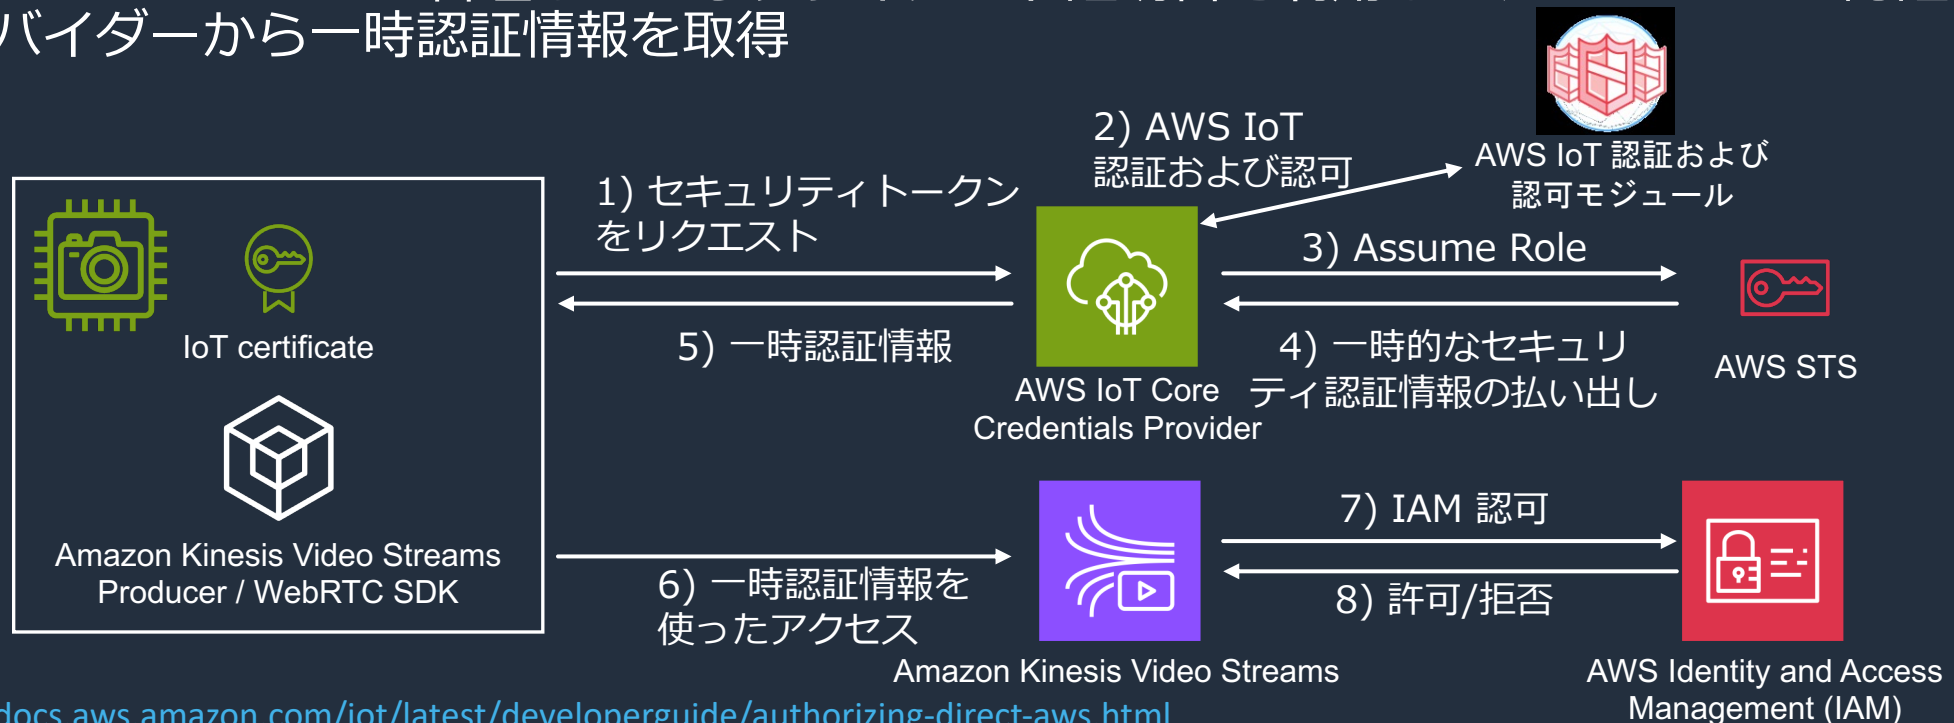 バイダーから一時認証情報を取得
2) AWS IoT
認証および認可
AWS IoT 認証および
認可モジュール
1) セキュリティトークン
をリクエスト
3) Assume Role
IoT certificate
5) 一時認証情報
4) 一時的なセキュリ
ティ認証情報の払い出し
AWS STS
AWS IoT Core
Credentials Provider
Amazon Kinesis Video Streams
Producer / WebRTC SDK
6) 一時認証情報を
使ったアクセス
7) IAM 認可
8) 許可/拒否
Amazon Kinesis Video Streams
AWS Identity and Access
Management (IAM)
docs.aws.amazon.com/iot/latest/developerguide/authorizing-direct-aws.html